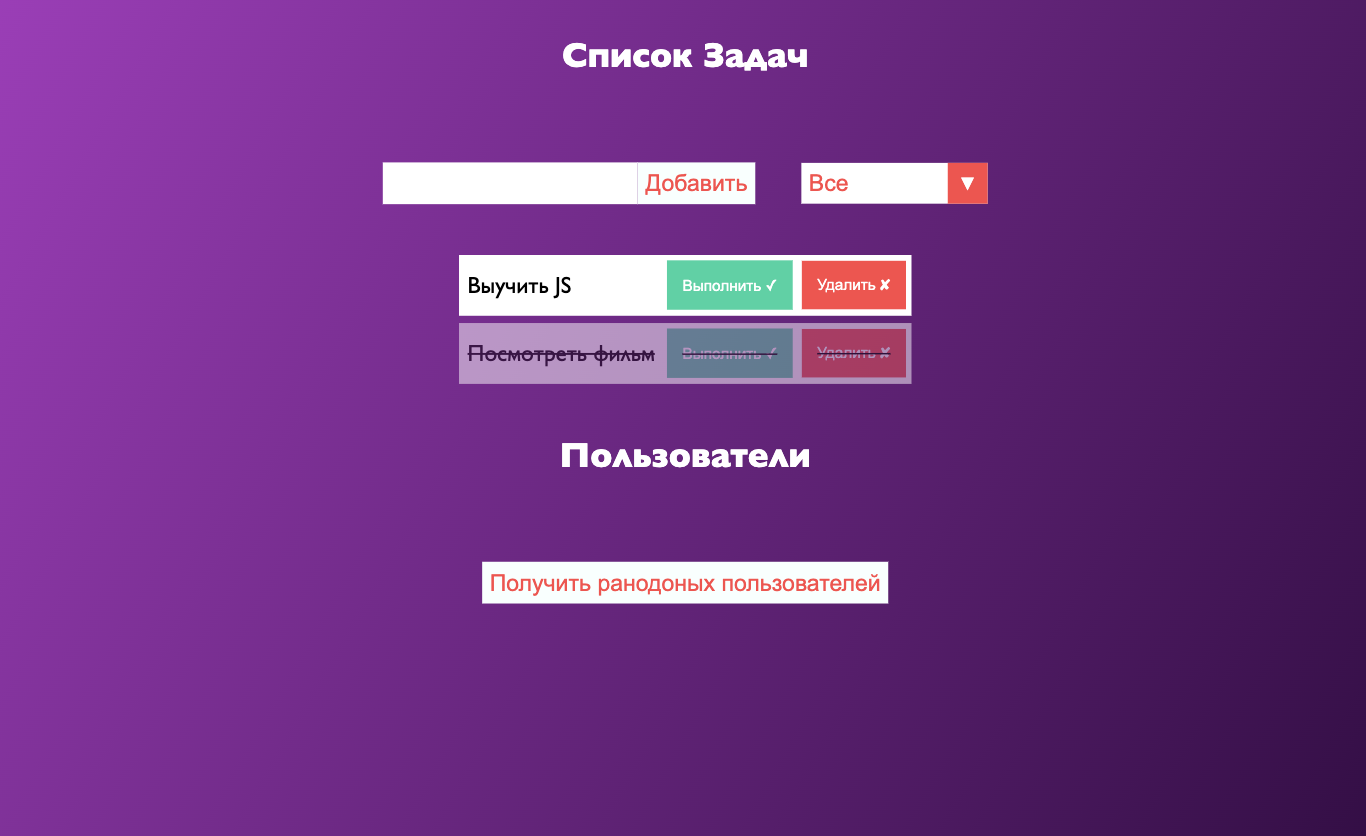 Список Задач
Добавить Все ▼
Выучить JS Выполнить ✓ Удалить ✘
Посмотреть фильм Выполнить ✓ Удалить ✘
Пользователи
Получить ранодоных пользователей